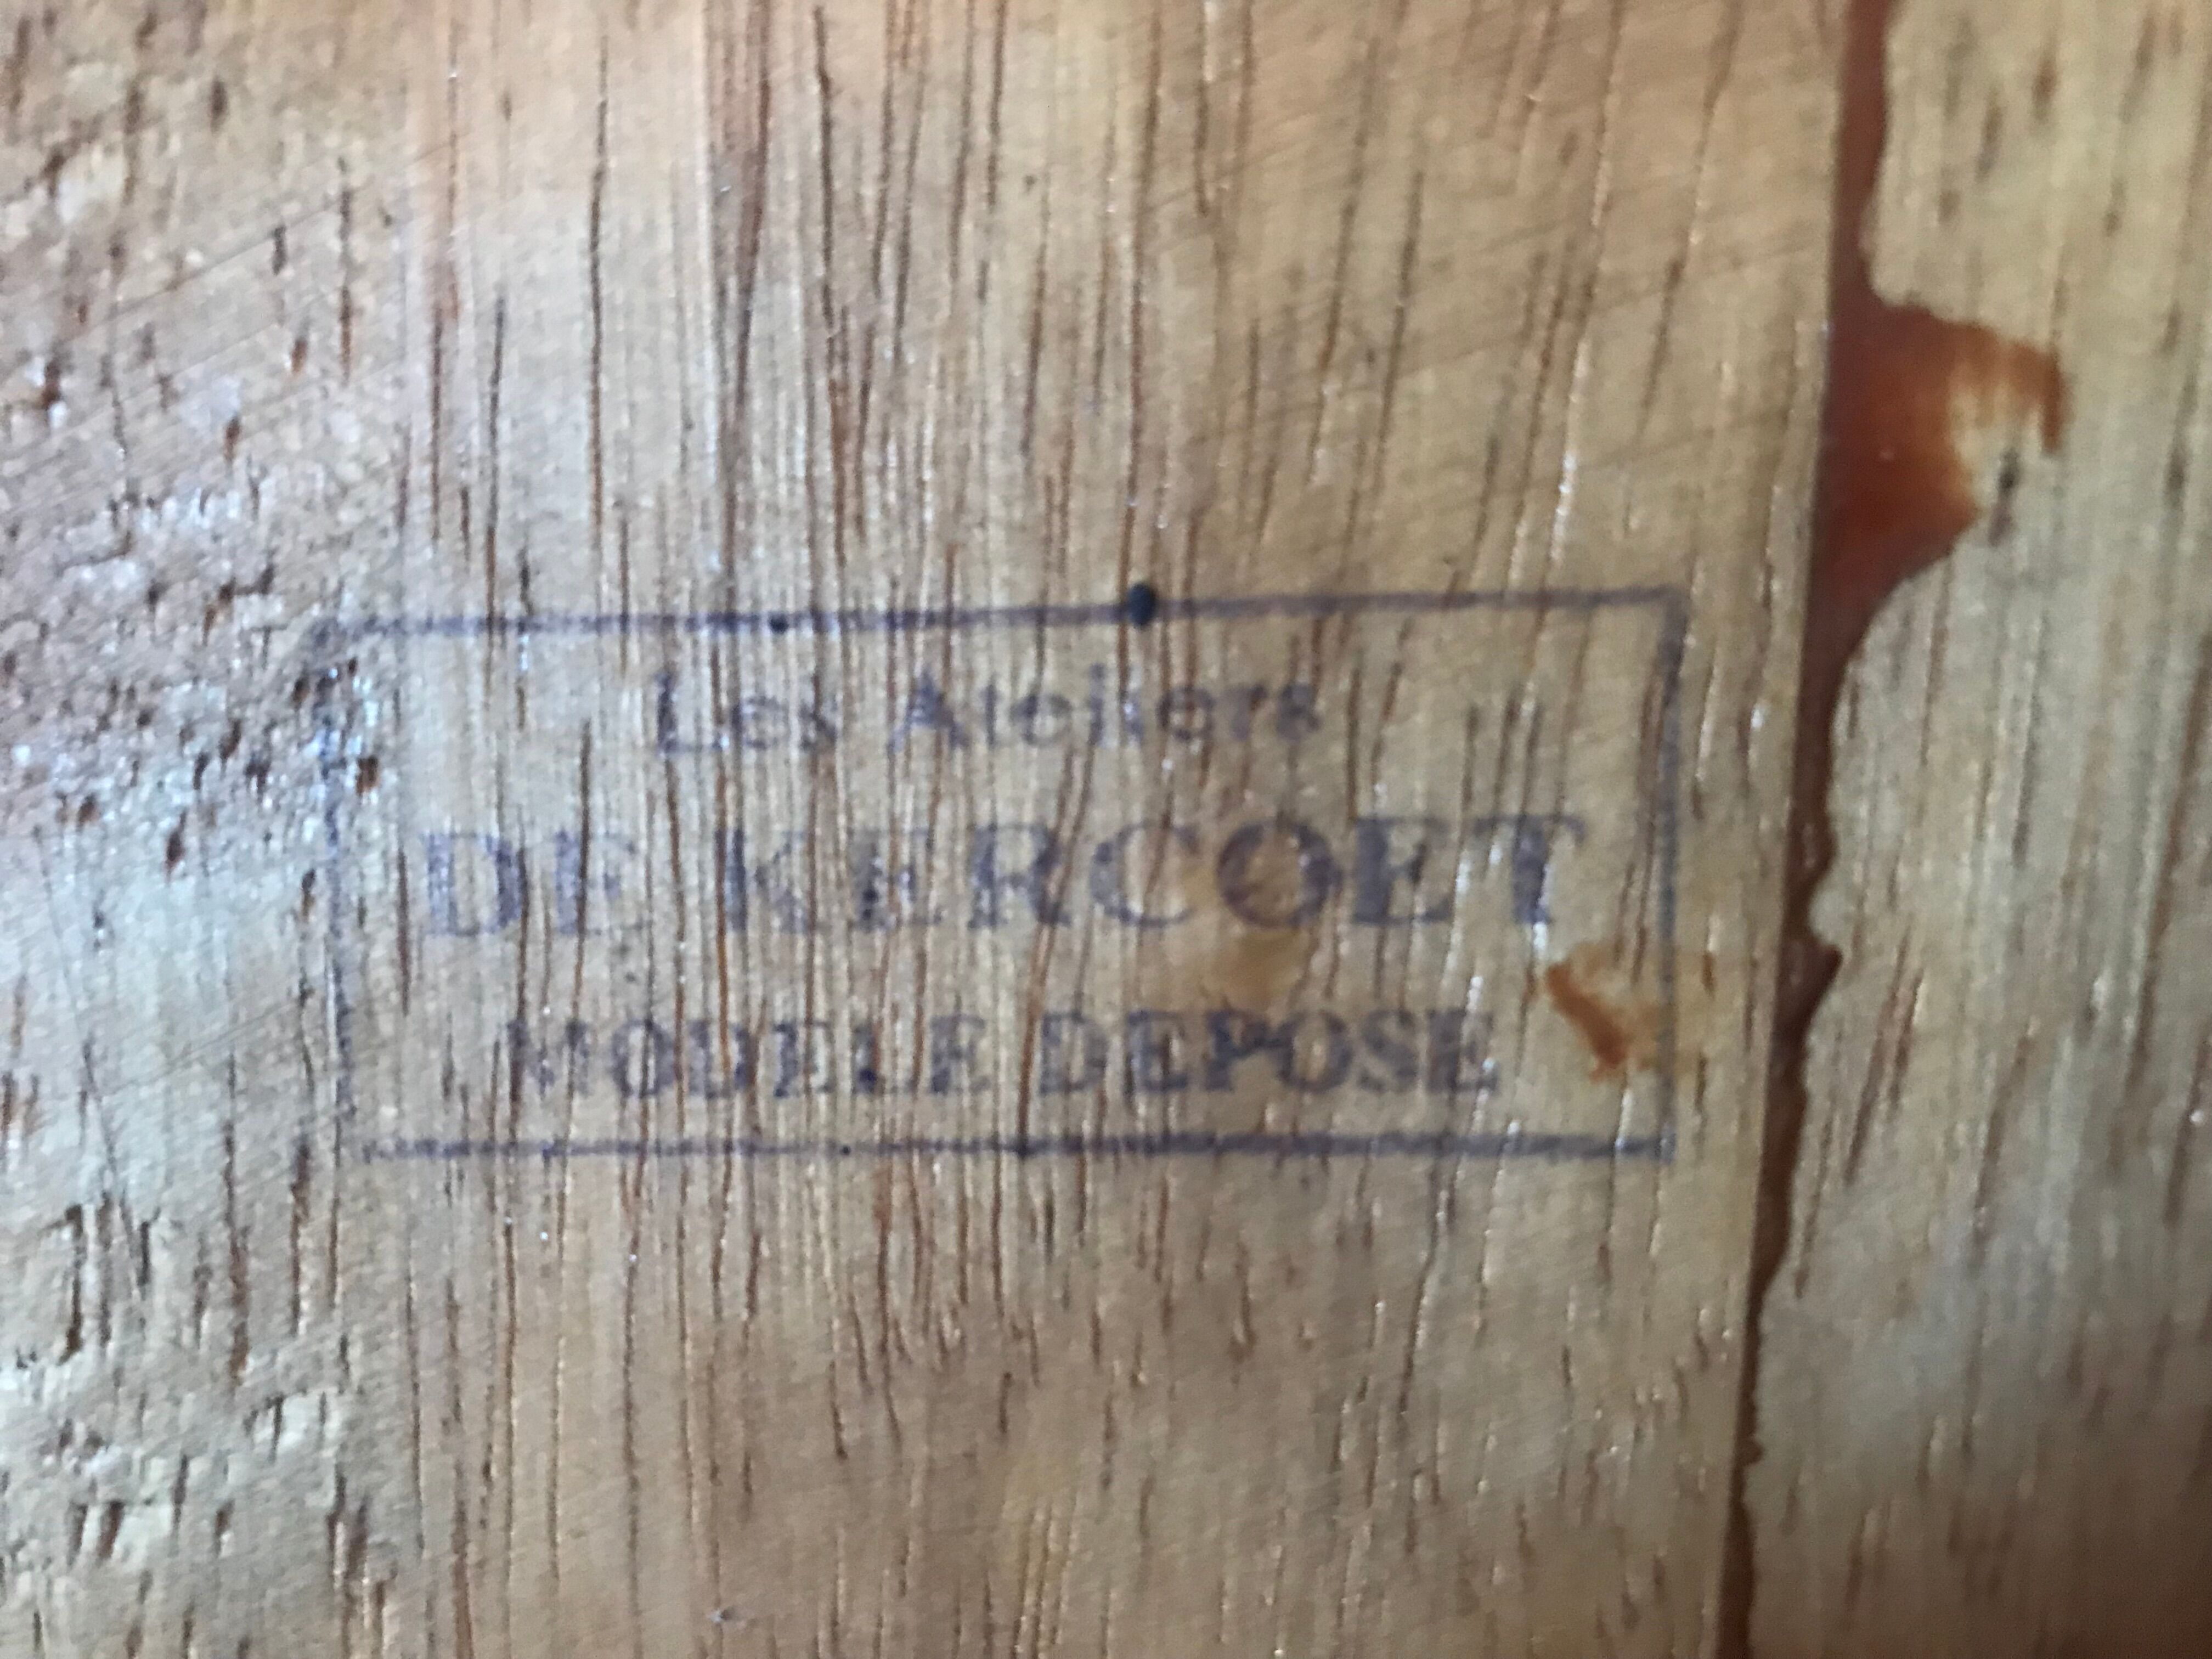 Les Ateliers
DE KERCOET
MODELE DEPOSE